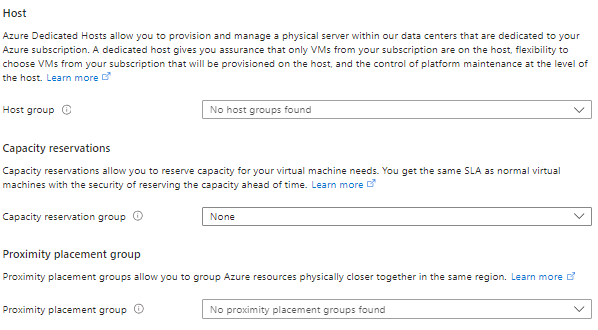 Host
Azure Dedicated Hosts allow you to provision and manage a physical server within our data centers that are dedicated to your
Azure subscription. A dedicated host gives you assurance that only VMs from your subscription are on the host, flexibility to
choose VMs from your subscription that will be provisioned on the host, and the control of platform maintenance at the level of
the host. Learn more
Host group No host groups found
Capacity reservations
Capacity reservations allow you to reserve capacity for your virtual machine needs. You get the same SLA as normal virtual
machines with the security of reserving the capacity ahead of time. Learn more
Capacity reservation group None
Proximity placement group
Proximity placement groups allow you to group Azure resources physically closer together in the same region. Learn more
Proximity placement group No proximity placement groups found